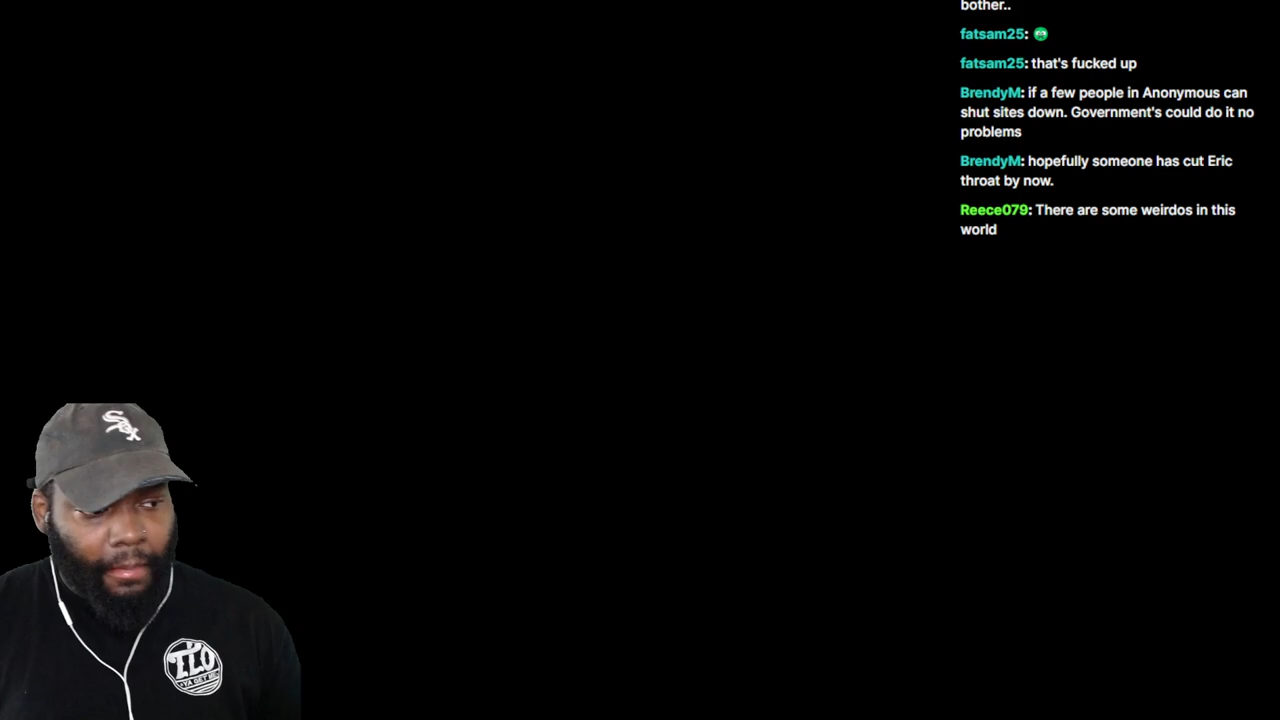 bother..
fatsam25:
fatsam25: that's fucked up
BrendyM: if a few people in Anonymous can
shut sites down. Government's could do it no
problems
BrendyM: hopefully someone has cut Eric
throat by now.
Reece079: There are some weirdos in this
world
Sox
TLO